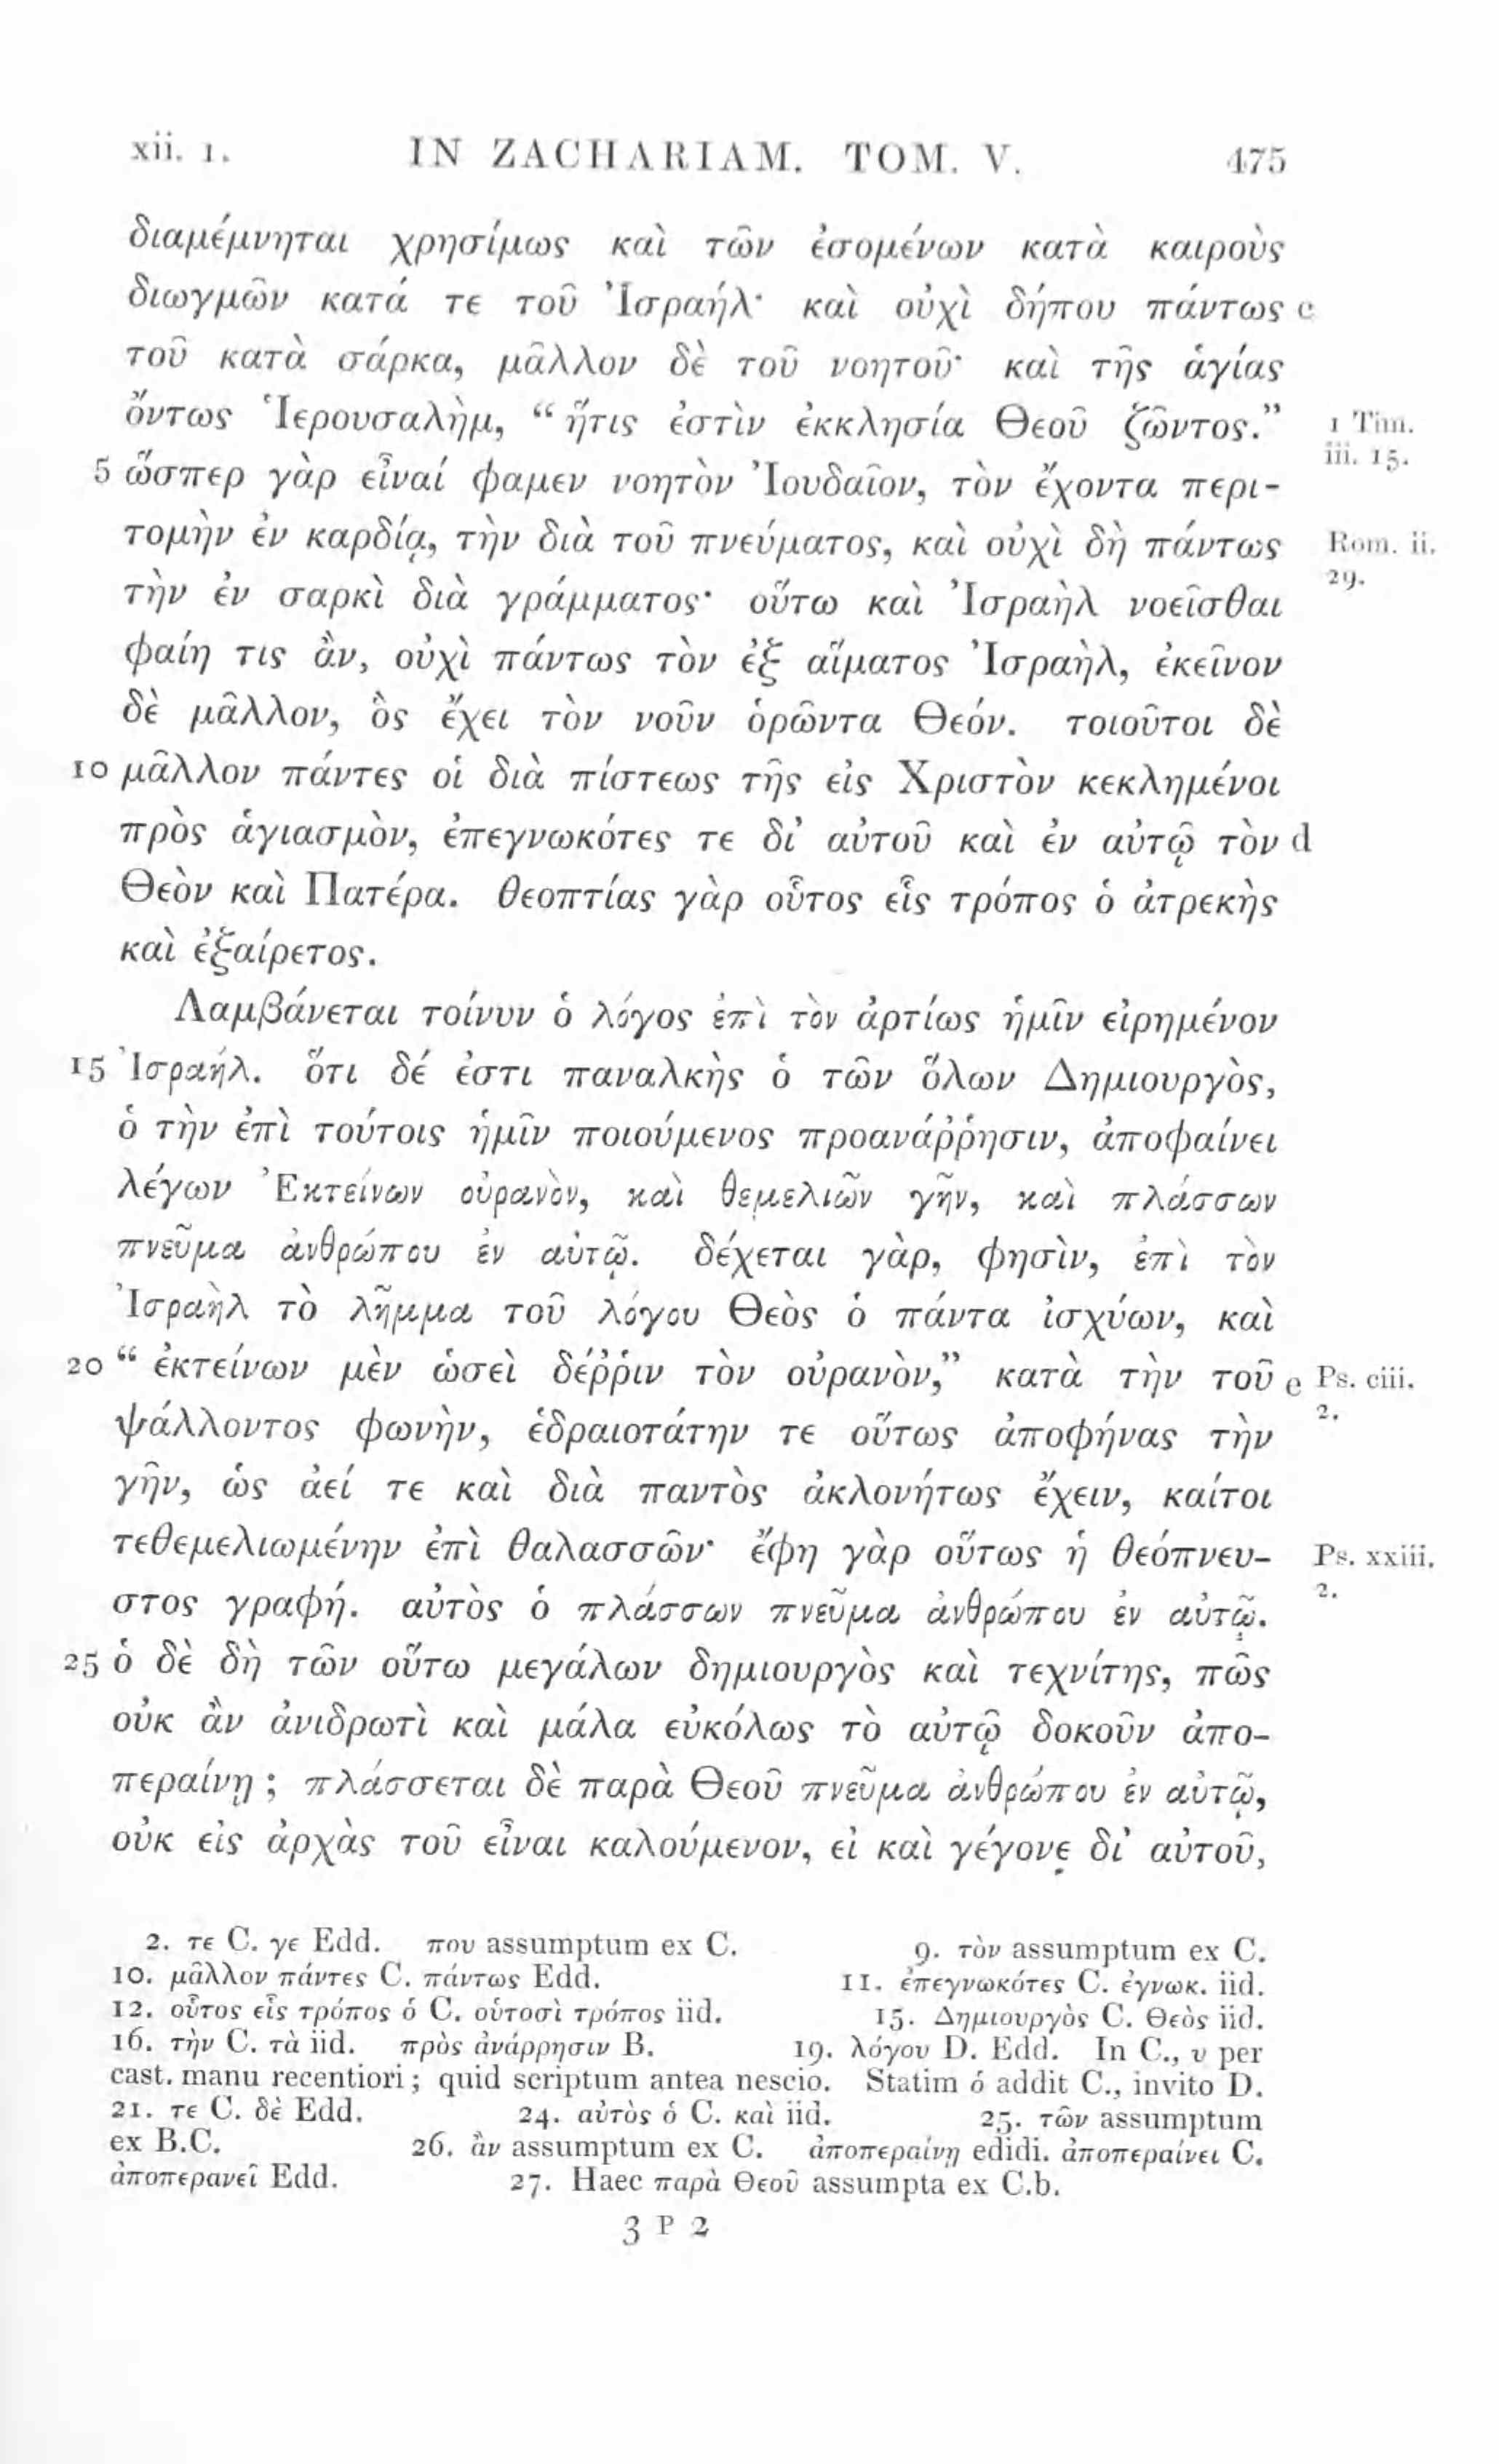 xii. 1. IN ZACHARIAM. TOM. V. 475
διαμέμνηται χρησίμως καὶ τῶν ἐσομένων κατὰ καιροὺς
διωγμῶν κατά τε τοῦ Ἰσραήλ· καὶ οὐχὶ δήπου πάντως c
τοῦ κατὰ σάρκα, μᾶλλον δὲ τοῦ νοητοῦ· καὶ τῆς ἁγίας
ὄντως Ἱερουσαλὴμ, “ ἥτις ἐστὶν ἐκκλησία Θεοῦ ζῶντος.” 1 Tim. iii. 15.
5 ὥσπερ γὰρ εἶναί φαμεν νοητὸν Ἰουδαῖον, τὸν ἔχοντα περι-
τομὴν ἐν καρδίᾳ, τὴν διὰ τοῦ πνεύματος, καὶ οὐχὶ δὴ πάντως Rom. ii. 29.
τὴν ἐν σαρκὶ διὰ γράμματος· οὕτω καὶ Ἰσραὴλ νοεῖσθαι
φαίη τις ἂν, οὐχὶ πάντως τὸν ἐξ αἵματος Ἰσραὴλ, ἐκεῖνον
δὲ μᾶλλον, ὃς ἔχει τὸν νοῦν ὁρῶντα Θεόν. τοιοῦτοι δὲ
10 μᾶλλον πάντες οἱ διὰ πίστεως τῆς εἰς Χριστὸν κεκλημένοι
πρὸς ἁγιασμὸν, ἐπεγνωκότες τε δι’ αὐτοῦ καὶ ἐν αὐτῷ τὸν d
Θεὸν καὶ Πατέρα. θεοπτίας γὰρ οὗτος εἷς τρόπος ὁ ἀτρεκὴς
καὶ ἐξαίρετος.
Λαμβάνεται τοίνυν ὁ λόγος ἐπὶ τὸν ἀρτίως ἡμῖν εἰρημένον
15 Ἰσραήλ. ὅτι δέ ἐστι παναλκὴς ὁ τῶν ὅλων Δημιουργὸς,
ὁ τὴν ἐπὶ τούτοις ἡμῖν ποιούμενος προανάῤῥησιν, ἀποφαίνει
λέγων Ἐκτείνων οὐρανὸν, καὶ θεμελιῶν γῆν, καὶ πλάσσων
πνεῦμα ἀνθρώπου ἐν αὐτῷ. δέχεται γὰρ, φησὶν, ἐπὶ τὸν
Ἰσραὴλ τὸ λῆμμα τοῦ λόγου Θεὸς ὁ πάντα ἰσχύων, καὶ
20 “ ἐκτείνων μὲν ὡσεὶ δέῤῥιν τὸν οὐρανὸν,” κατὰ τὴν τοῦ e Ps. ciii. 2.
ψάλλοντος φωνὴν, ἑδραιοτάτην τε οὕτως ἀποφήνας τὴν
γῆν, ὡς ἀεί τε καὶ διὰ παντὸς ἀκλονήτως ἔχειν, καίτοι
τεθεμελιωμένην ἐπὶ θαλασσῶν· ἔφη γὰρ οὕτως ἡ θεόπνευ- Ps. xxiii. 2.
στος γραφή. αὐτὸς ὁ πλάσσων πνεῦμα ἀνθρώπου ἐν αὐτῷ.
25 ὁ δὲ δὴ τῶν οὕτω μεγάλων δημιουργὸς καὶ τεχνίτης, πῶς
οὐκ ἂν ἀνιδρωτὶ καὶ μάλα εὐκόλως τὸ αὐτῷ δοκοῦν ἀπο-
περαίνῃ ; πλάσσεται δὲ παρὰ Θεοῦ πνεῦμα ἀνθρώπου ἐν αὐτῷ,
οὐκ εἰς ἀρχὰς τοῦ εἶναι καλούμενον, εἰ καὶ γέγονε δι’ αὐτοῦ,
2. τε C. γε Edd. που assumptum ex C. 9. τὸν assumptum ex C.
10. μᾶλλον πάντες C. πάντως Edd. 11. ἐπεγνωκότες C. ἐγνωκ. iid.
12. οὗτος εἷς τρόπος ὁ C. οὑτοσὶ τρόπος iid. 15. Δημιουργὸς C. Θεὸς iid.
16. τὴν C. τὰ iid. πρὸς ἀνάρρησιν B. 19. λόγου D. Edd. In C., υ per
cast. manu recentiori ; quid scriptum antea nescio. Statim ὁ addit C., invito D.
21. τε C. δὲ Edd. 24. αὐτὸς ὁ C. καὶ iid. 25. τῶν assumptum
ex B.C. 26. ἂν assumptum ex C. ἀποπεραίνῃ edidi. ἀποπεραίνει C.
ἀποπερανεῖ Edd. 27. Haec παρὰ Θεοῦ assumpta ex C.b.
3 P 2